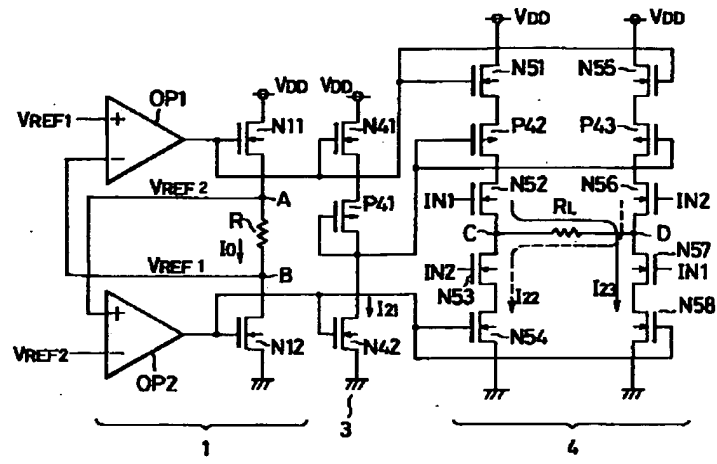 VDD
VDD
OP1
VDD
VDD
N51
N55
VREF1
+
−
N11
N41
P42
P43
VREF 2
A
P41
N52
N56
IN1
IN2
R
RL
I0
C
D
VREF 1
B
N57
IN2
IN1
N53
I22
I23
N58
+
I21
VREF2
−
N12
N42
N54
OP2
1
3
4